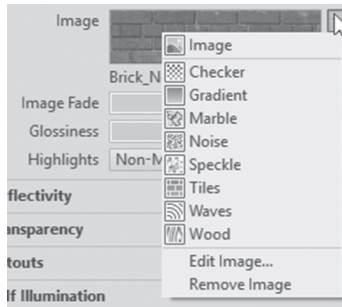 Image
Image
Brick_N
Checker
Gradient
Image Fade
Marble
Glossiness
Noise
Highlights Non-M
Speckle
Tiles
flectivity
Waves
ansparency
Wood
touts
Edit Image...
Remove Image
lf Illumination